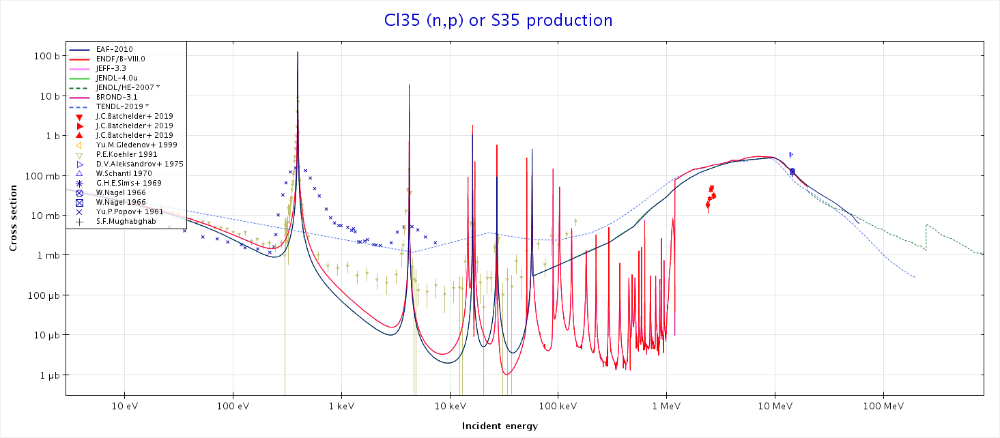 Cl35 (n,p) or S35 production
EAF-2010
ENDF/B-VIII.0
JEFF-3.3
JENDL-4.0u
JENDL/HE-2007 *
BROND-3.1
TENDL-2019 *
J.C.Batchelder+ 2019
J.C.Batchelder+ 2019
J.C.Batchelder+ 2019
Yu.M.Gledenov+ 1999
P.E.Koehler 1991
D.V.Aleksandrov+ 1975
W.Schantl 1970
G.H.E.Sims+ 1969
W.Nagel 1966
W.Nagel 1966
Yu.P.Popov+ 1961
S.F.Mughabghab
Cross section
100 b
10 b
1 b
100 mb
10 mb
1 mb
100 µb
10 µb
1 µb
10 eV 100 eV 1 keV 10 keV 100 keV 1 MeV 10 MeV 100 MeV
Incident energy